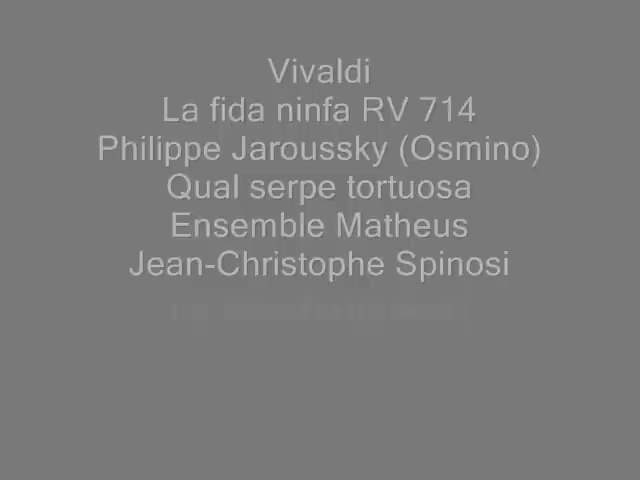 Vivaldi
La fida ninfa RV 714
Philippe Jaroussky (Osmino)
Qual serpe tortuosa
Ensemble Matheus
Jean-Christophe Spinosi